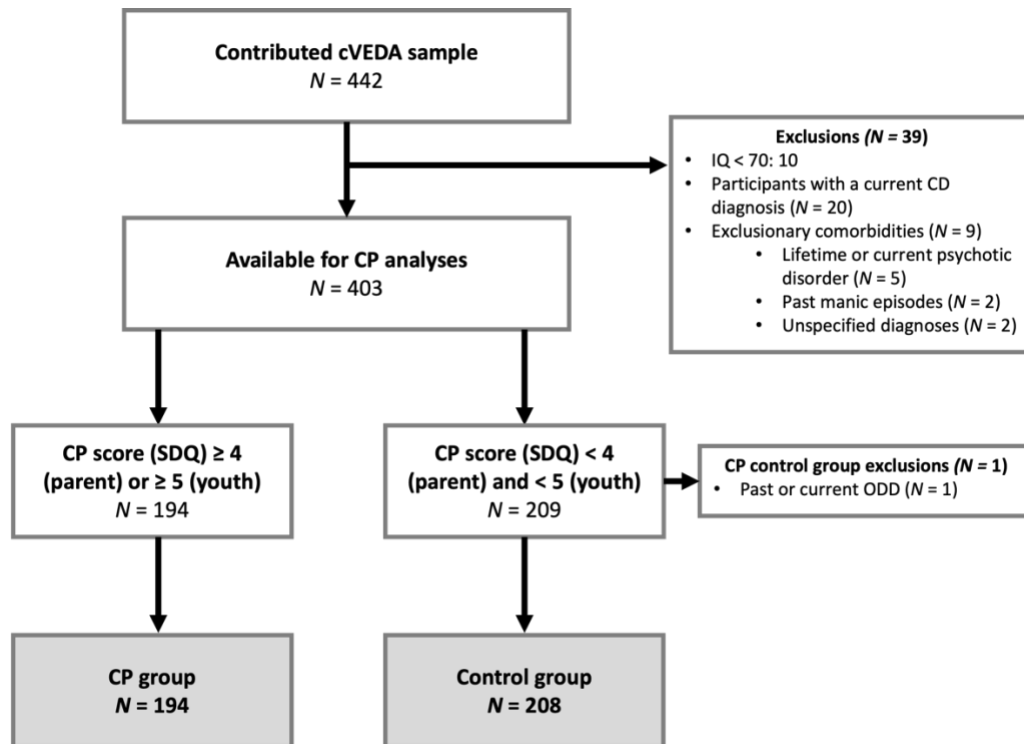 Contributed cVEDA sample
N = 442
Exclusions (N = 39)
• IQ < 70: 10
• Participants with a current CD
diagnosis (N = 20)
• Exclusionary comorbidities (N = 9)
• Lifetime or current psychotic
disorder (N = 5)
• Past manic episodes (N = 2)
• Unspecified diagnoses (N = 2)
Available for CP analyses
N = 403
CP score (SDQ) ≥ 4
(parent) or ≥ 5 (youth)
N = 194
CP score (SDQ) < 4
(parent) and < 5 (youth)
N = 209
CP control group exclusions (N = 1)
• Past or current ODD (N = 1)
CP group
N = 194
Control group
N = 208